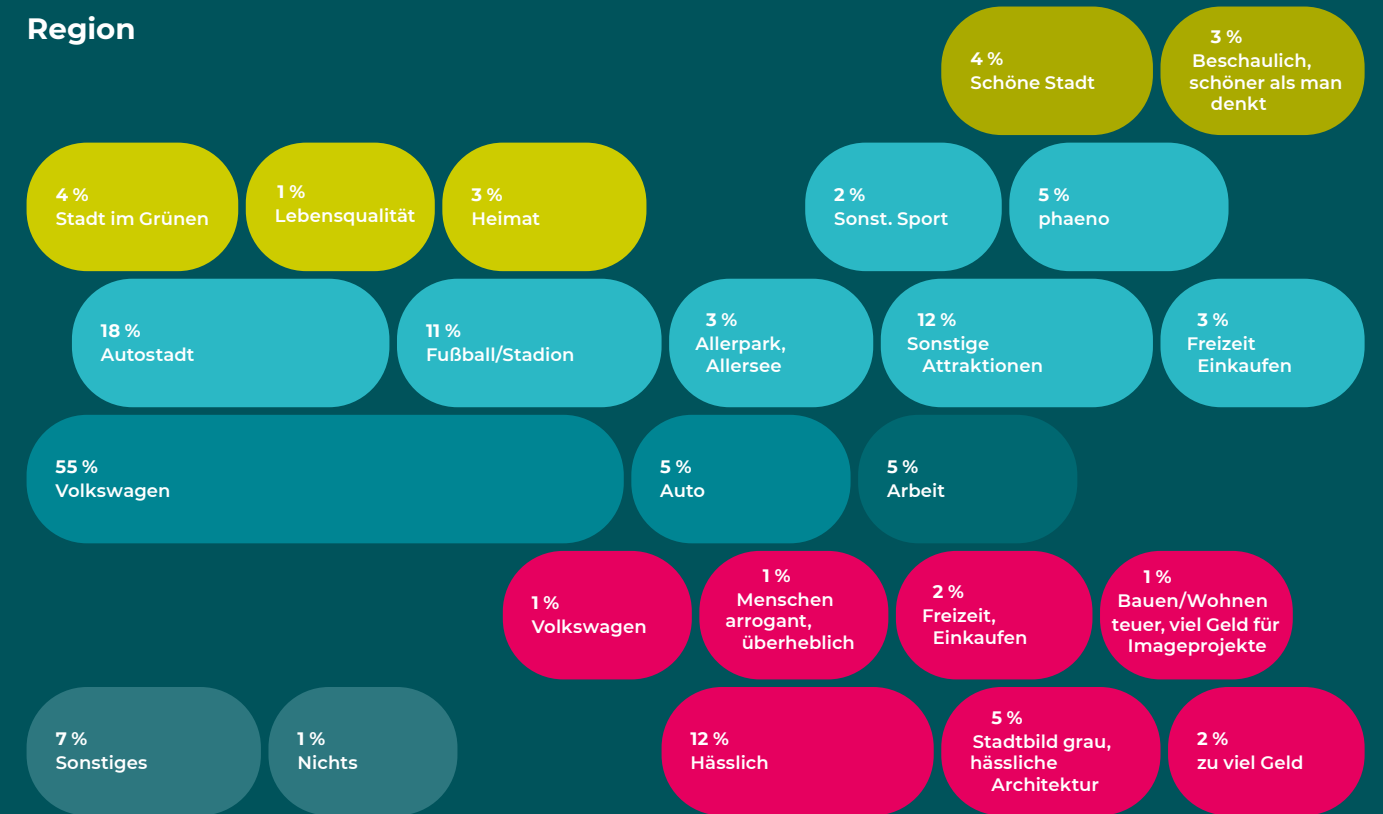 Region
4 %
Schöne Stadt
3 %
Beschaulich,
schöner als man
denkt
4 %
Stadt im Grünen
1 %
Lebensqualität
3 %
Heimat
2 %
Sonst. Sport
5 %
phaeno
18 %
Autostadt
11 %
Fußball/Stadion
3 %
Allerpark,
Allersee
12 %
Sonstige
Attraktionen
3 %
Freizeit
Einkaufen
55 %
Volkswagen
5 %
Auto
5 %
Arbeit
1 %
Volkswagen
1 %
Menschen
arrogant,
überheblich
2 %
Freizeit,
Einkaufen
1 %
Bauen/Wohnen
teuer, viel Geld für
Imageprojekte
7 %
Sonstiges
1 %
Nichts
12 %
Hässlich
5 %
Stadtbild grau,
hässliche
Architektur
2 %
zu viel Geld